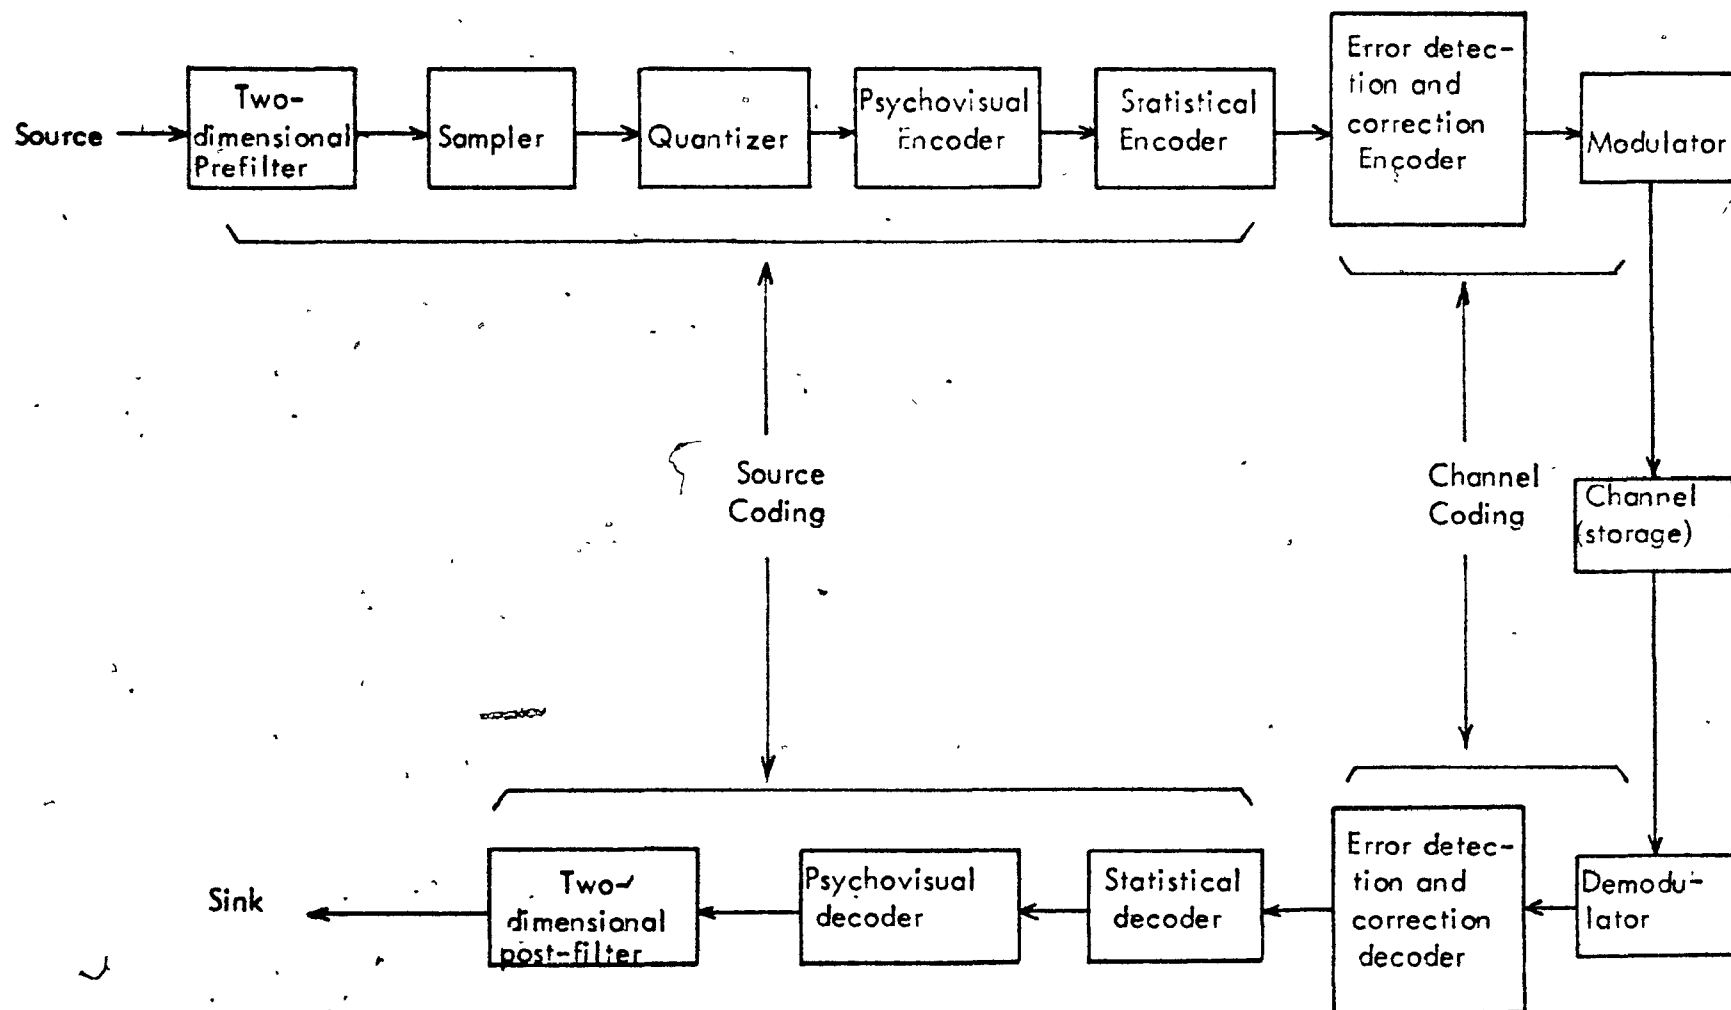 Source
Two-
dimensional
Prefilter
Sampler
Quantizer
Psychovisual
Encoder
Statistical
Encoder
Error detec-
tion and
correction
Encoder
Modulator
Source
Coding
Channel
Coding
Channel
(storage)
Sink
Two-
dimensional
post-filter
Psychovisual
decoder
Statistical
decoder
Error detec-
tion and
correction
decoder
Demodu-
lator